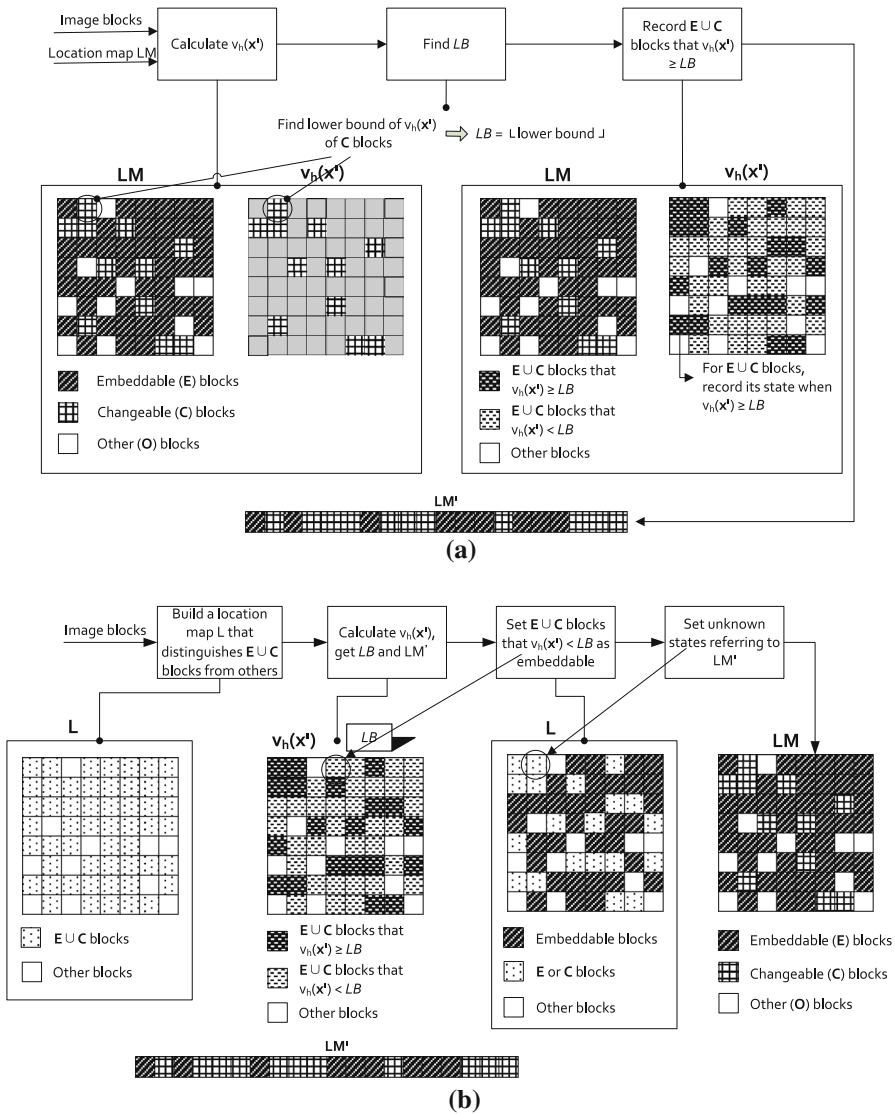 Image blocks
Location map LM
Calculate vₕ(x')
Find LB
Record E∪C
blocks that vₕ(x')
≥ LB
Find lower bound of vₕ(x')
of C blocks
LB = ⌊lower bound⌋
LM
vₕ(x')
Embeddable (E) blocks
Changeable (C) blocks
Other (O) blocks
LM
vₕ(x')
E∪C blocks that
vₕ(x') ≥ LB
E∪C blocks that
vₕ(x') < LB
Other blocks
For E∪C blocks,
record its state when
vₕ(x') ≥ LB
LM'
(a)
Image blocks
Build a location
map L that
distinguishes E∪C
blocks from others
Calculate vₕ(x'),
get LB and LM'
Set E∪C blocks
that vₕ(x') < LB as
embeddable
Set unknown
states referring to
LM'
L
E∪C blocks
Other blocks
vₕ(x')
LB
E∪C blocks that
vₕ(x') ≥ LB
E∪C blocks that
vₕ(x') < LB
Other blocks
L
Embeddable blocks
E or C blocks
Other blocks
LM
Embeddable (E) blocks
Changeable (C) blocks
Other (O) blocks
LM'
(b)